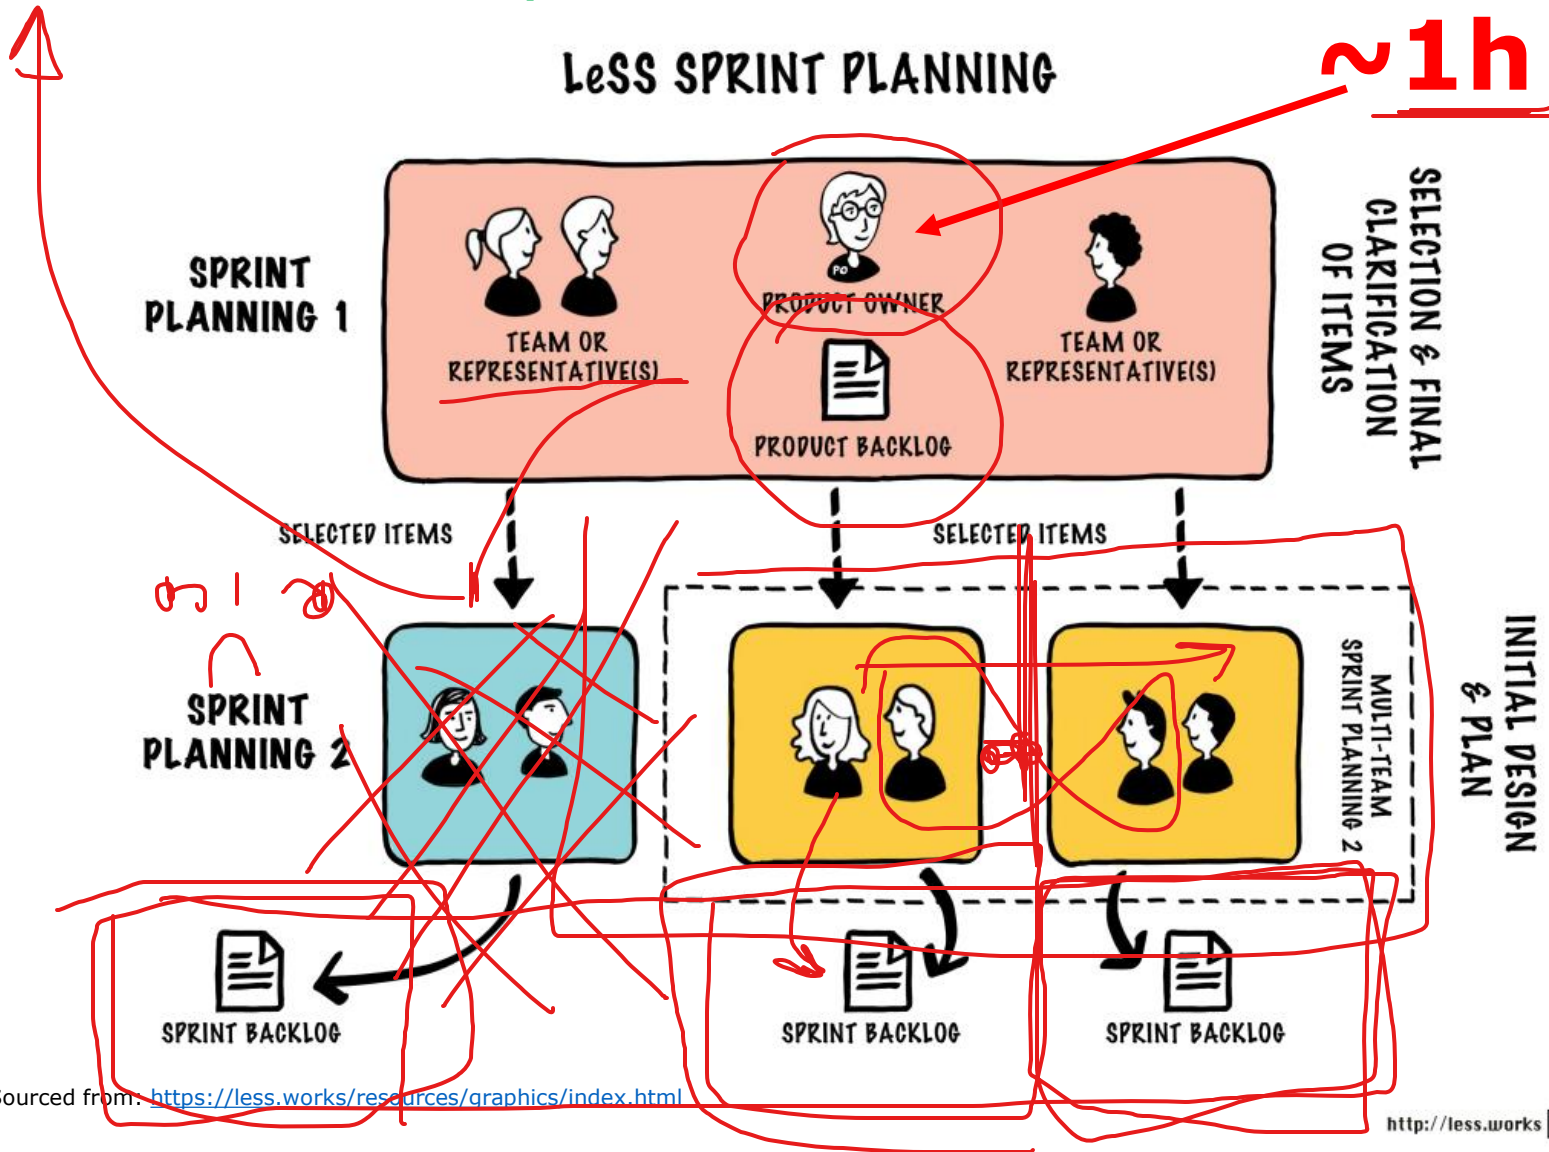 LeSS SPRINT PLANNING
~1h
SPRINT
PLANNING 1
PO
PRODUCT OWNER
TEAM OR
REPRESENTATIVE(S)
TEAM OR
REPRESENTATIVE(S)
PRODUCT BACKLOG
SELECTION & FINAL
CLARIFICATION
OF ITEMS
SELECTED ITEMS
SELECTED ITEMS
SPRINT
PLANNING 2
MULTI-TEAM
SPRINT PLANNING 2
INITIAL DESIGN
& PLAN
SPRINT BACKLOG
SPRINT BACKLOG
SPRINT BACKLOG
Sourced from: https://less.works/resources/graphics/index.html
http://less.works